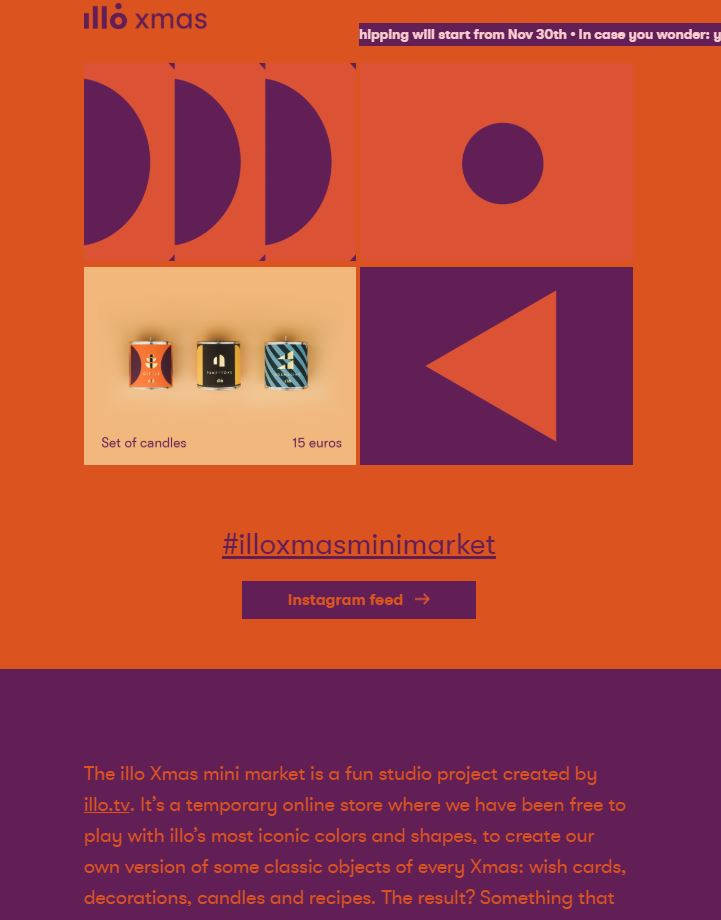 illo xmas
hipping will start from Nov 30th • In case you wonder: y
Set of candles
15 euros
#illoxmasminimarket
Instagram feed →
The illo Xmas mini market is a fun studio project created by
illo.tv. It’s a temporary online store where we have been free to
play with illo’s most iconic colors and shapes, to create our
own version of some classic objects of every Xmas: wish cards,
decorations, candles and recipes. The result? Something that